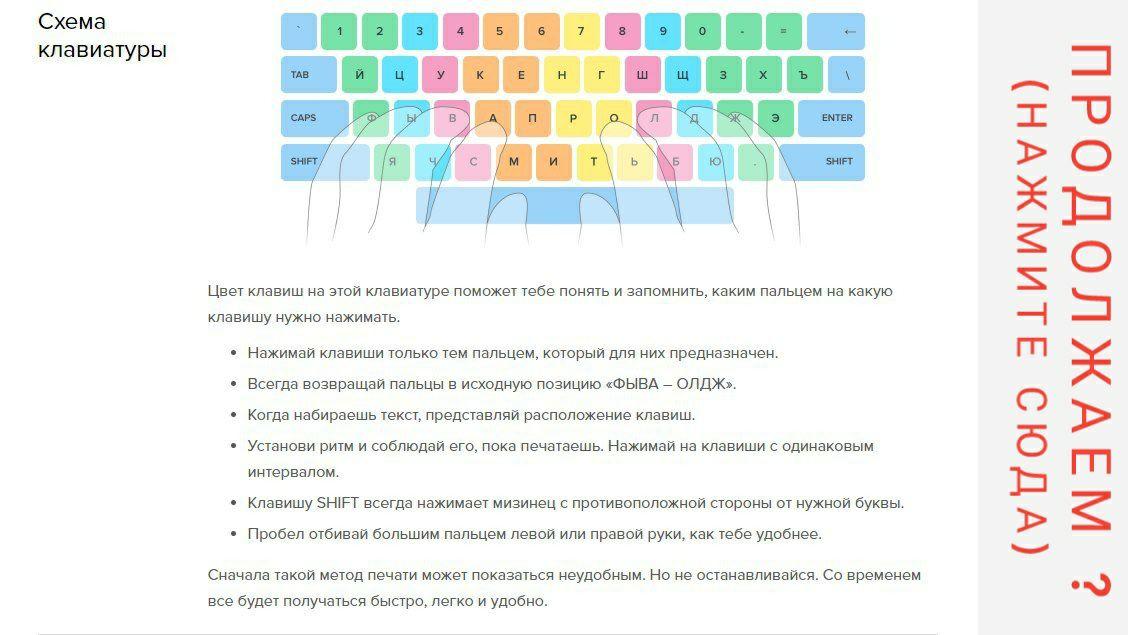 Схема
клавиатуры
` 1 2 3 4 5 6 7 8 9 0 - = ←
TAB Й Ц У К Е Н Г Ш Щ З Х Ъ \
CAPS Ф Ы В А П Р О Л Д Ж Э ENTER
SHIFT Я Ч С М И Т Ь Б Ю . SHIFT
Цвет клавиш на этой клавиатуре поможет тебе понять и запомнить, каким пальцем на какую
клавишу нужно нажимать.
• Нажимай клавиши только тем пальцем, который для них предназначен.
• Всегда возвращай пальцы в исходную позицию «ФЫВА – ОЛДЖ».
• Когда набираешь текст, представляй расположение клавиш.
• Установи ритм и соблюдай его, пока печатаешь. Нажимай на клавиши с одинаковым
интервалом.
• Клавишу SHIFT всегда нажимает мизинец с противоположной стороны от нужной буквы.
• Пробел отбивай большим пальцем левой или правой руки, как тебе удобнее.
Сначала такой метод печати может показаться неудобным. Но не останавливайся. Со временем
все будет получаться быстро, легко и удобно.
ПРОДОЛЖАЕМ ?
(НАЖМИТЕ СЮДА)